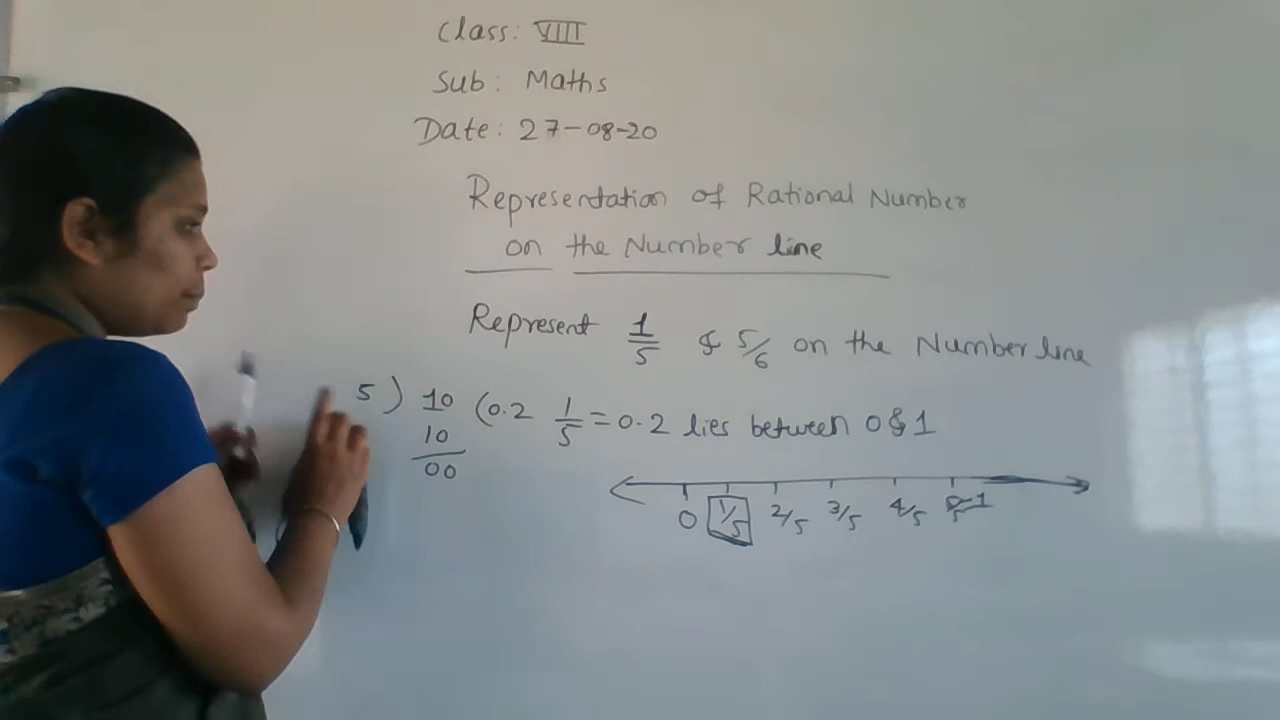 Class: VIII
Sub: Maths
Date: 27-08-20
Representation of Rational Number
on the Number line
Represent 1/5 & 5/6 on the Number line
5) 10 (0.2 1/5 = 0.2 lies between 0 & 1
10
00
0 1/5 2/5 3/5 4/5 5/5=1